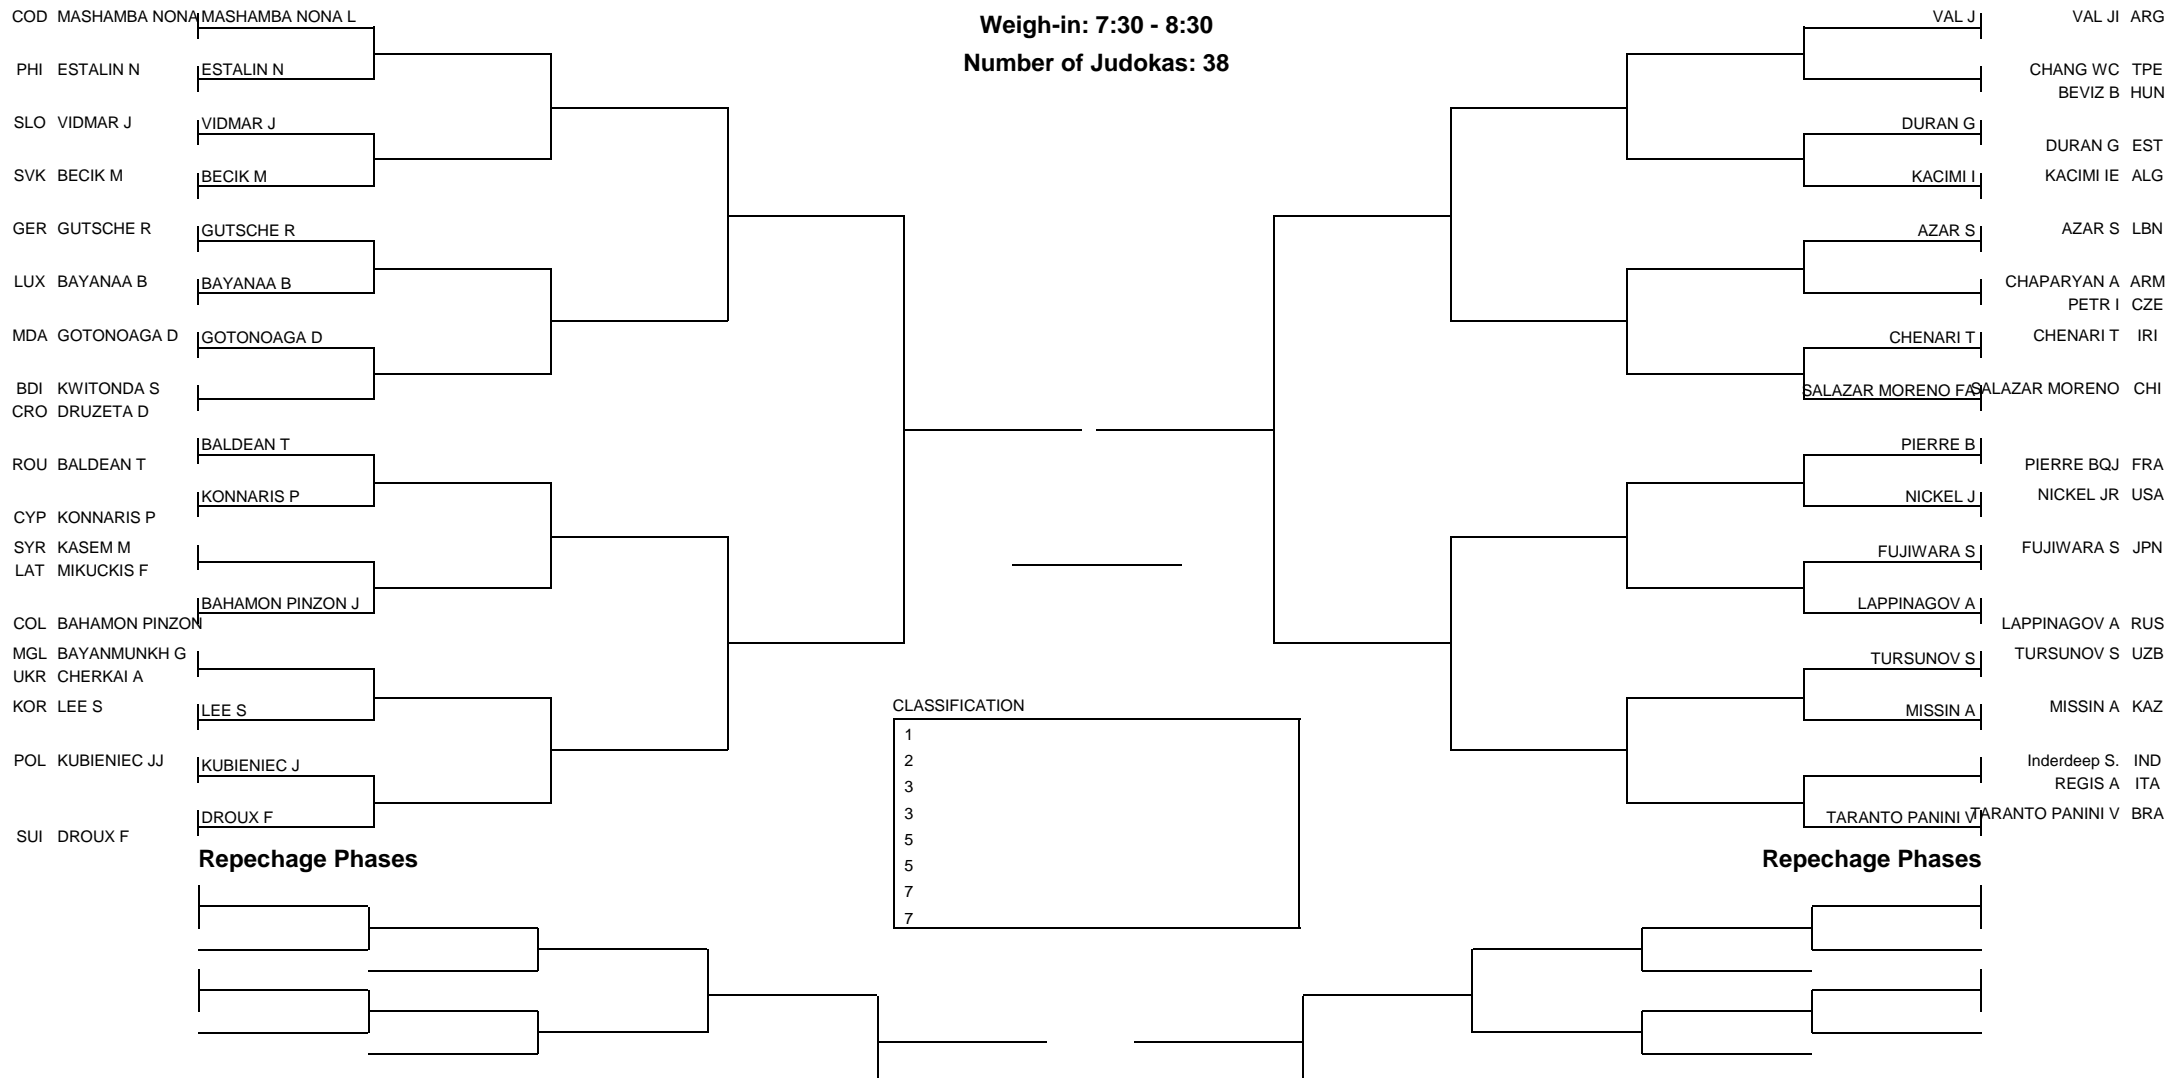 Weigh-in: 7:30 - 8:30
Number of Judokas: 38
COD MASHAMBA NONA MASHAMBA NONA L
PHI ESTALIN N ESTALIN N
SLO VIDMAR J VIDMAR J
SVK BECIK M BECIK M
GER GUTSCHE R GUTSCHE R
LUX BAYANAA B BAYANAA B
MDA GOTONOAGA D GOTONOAGA D
BDI KWITONDA S
CRO DRUZETA D
BALDEAN T
ROU BALDEAN T
KONNARIS P
CYP KONNARIS P
SYR KASEM M
LAT MIKUCKIS F
BAHAMON PINZON J
COL BAHAMON PINZON
MGL BAYANMUNKH G
UKR CHERKAI A
KOR LEE S LEE S
POL KUBIENIEC JJ KUBIENIEC J
DROUX F
SUI DROUX F
Repechage Phases
CLASSIFICATION
1
2
3
3
5
5
7
7
VAL J VAL JI ARG
CHANG WC TPE
BEVIZ B HUN
DURAN G
DURAN G EST
KACIMI I KACIMI IE ALG
AZAR S AZAR S LBN
CHAPARYAN A ARM
PETR I CZE
CHENARI T CHENARI T IRI
SALAZAR MORENO FA SALAZAR MORENO CHI
PIERRE B
PIERRE BQJ FRA
NICKEL J NICKEL JR USA
FUJIWARA S FUJIWARA S JPN
LAPPINAGOV A
LAPPINAGOV A RUS
TURSUNOV S TURSUNOV S UZB
MISSIN A MISSIN A KAZ
Inderdeep S. IND
REGIS A ITA
TARANTO PANINI V TARANTO PANINI V BRA
Repechage Phases